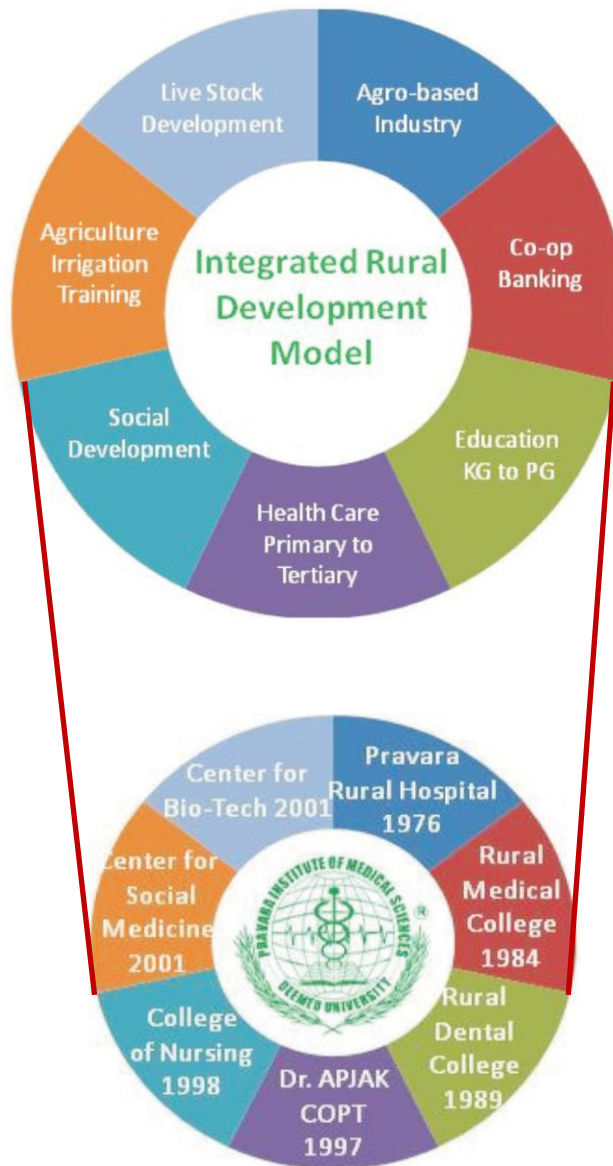 Live Stock
Development
Agro-based
Industry
Co-op
Banking
Education
KG to PG
Health Care
Primary to
Tertiary
Social
Development
Agriculture
Irrigation
Training
Integrated Rural
Development
Model
Center for
Bio-Tech 2001
Pravara
Rural Hospital
1976
Rural
Medical
College
1984
Rural
Dental
College
1989
Dr. APJAK
COPT
1997
College
of Nursing
1998
Center for
Social
Medicine
2001
PRAVARA INSTITUTE OF MEDICAL SCIENCES
DEEMED UNIVERSITY
®